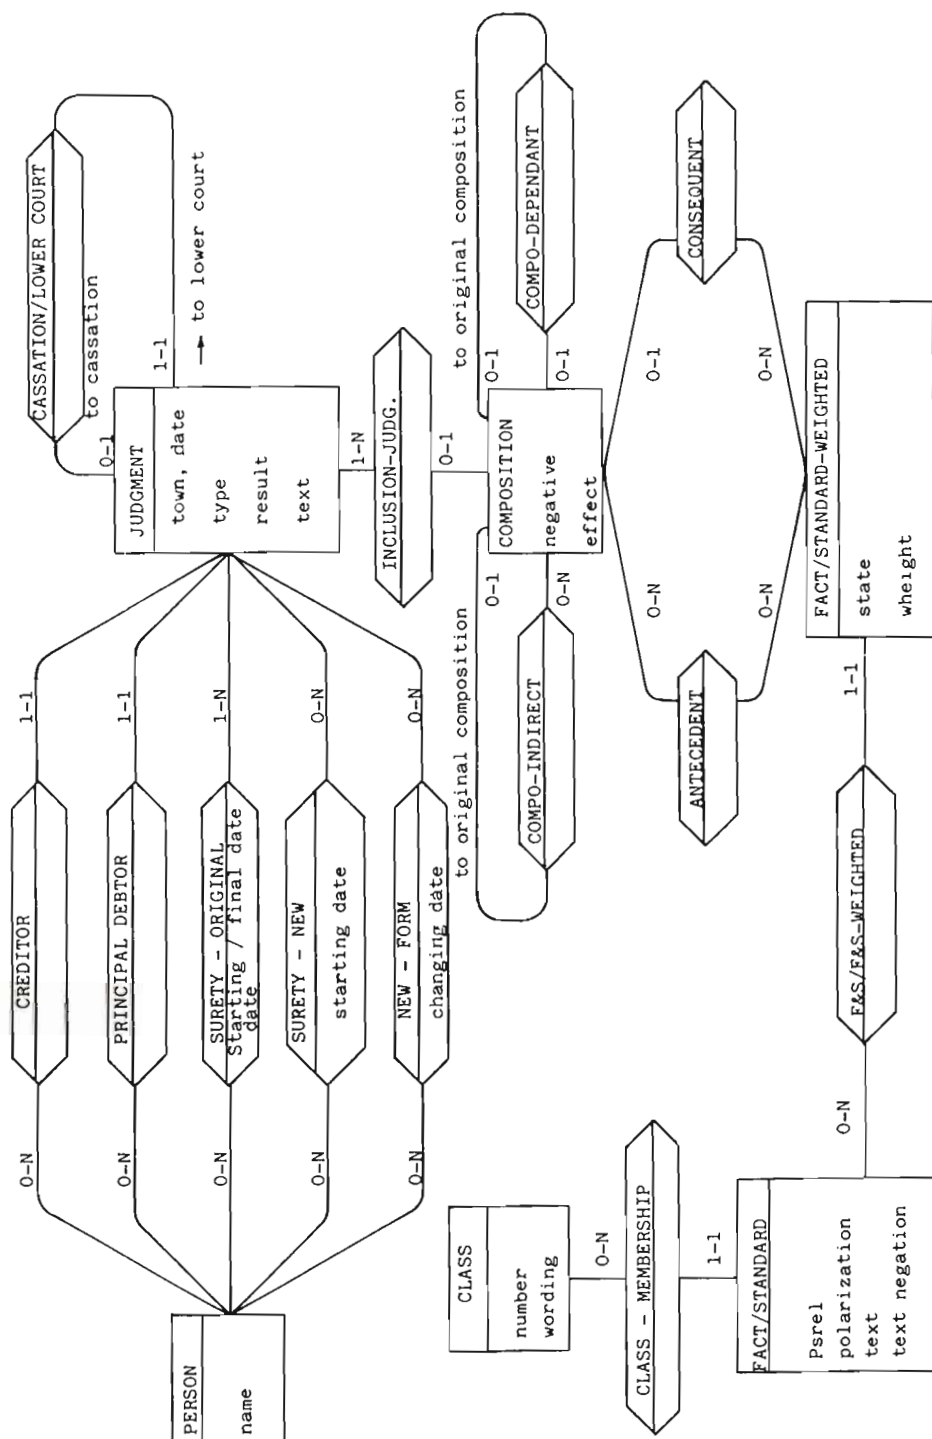 CREDITOR
0-N
1-1
PRINCIPAL DEBTOR
0-N
1-1
SURETY - ORIGINAL
Starting / final date
date
0-N
1-N
SURETY - NEW
starting date
0-N
0-N
NEW - FORM
changing date
0-N
0-N
PERSON
name
CASSATION/LOWER COURT
to cassation
0-1
1-1
→ to lower court
JUDGMENT
town, date
type
result
text
1-N
INCLUSION-JUDG.
0-1
to original composition
0-1
COMPO-INDIRECT
0-N
COMPOSITION
negative
effect
to original composition
0-1
COMPO-DEPENDANT
0-1
0-N
ANTECEDENT
0-N
0-1
CONSEQUENT
0-N
FACT/STANDARD-WEIGHTED
state
wheight
1-1
F&S/F&S-WEIGHTED
0-N
CLASS
number
wording
0-N
CLASS - MEMBERSHIP
1-1
FACT/STANDARD
Psrel
polarization
text
text negation